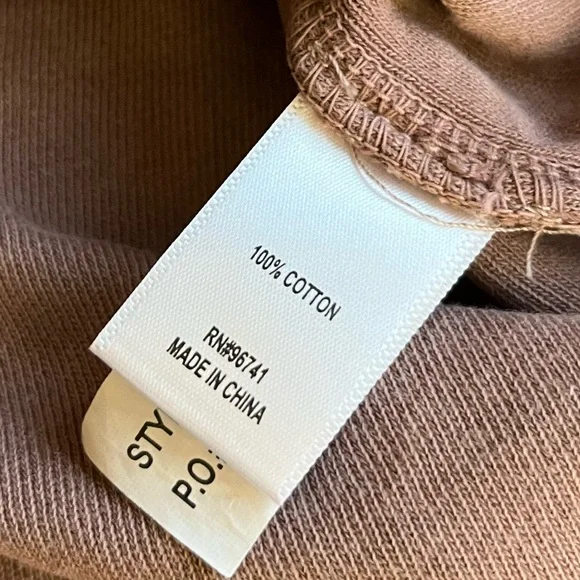 100% COTTON
RN#96741
MADE IN CHINA
STY
P.O.